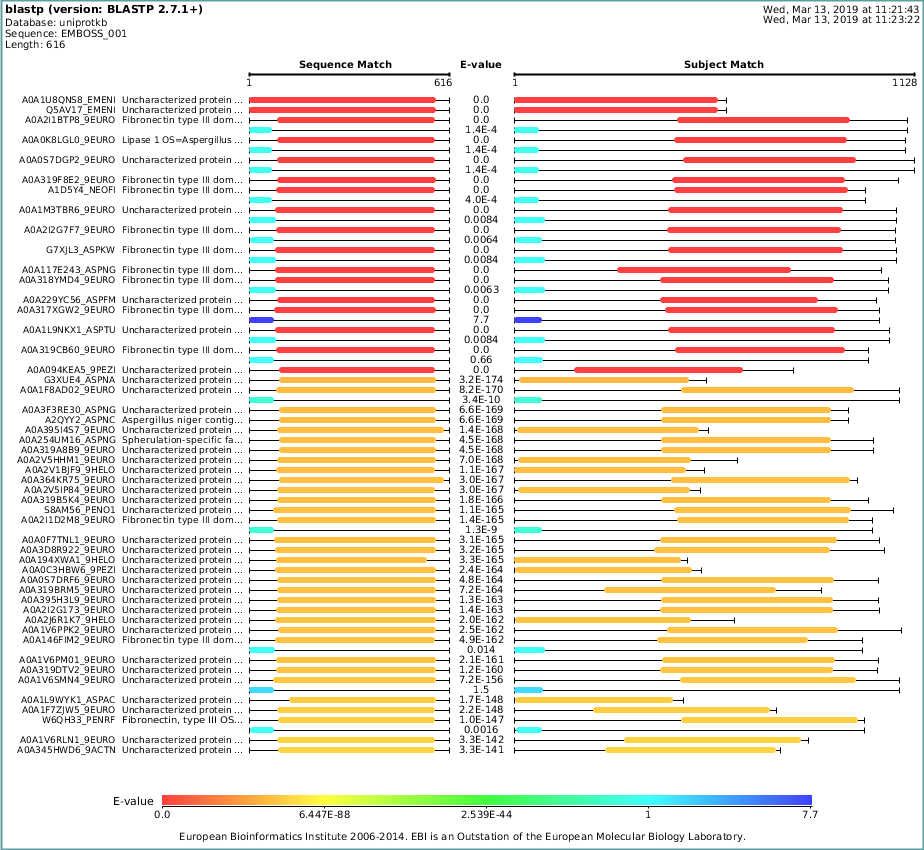 blastp (version: BLASTP 2.7.1+)
Wed, Mar 13, 2019 at 11:21:43
Database: uniprotkb
Wed, Mar 13, 2019 at 11:23:22
Sequence: EMBOSS_001
Length: 616
Sequence Match E-value Subject Match
1 616 1 1128
A0A1U8QNS8_EMENI Uncharacterized protein ... 0.0
Q5AV17_EMENI Uncharacterized protein ... 0.0
A0A2I1BTP8_9EURO Fibronectin type III dom... 0.0
1.4E-4
A0A0K8LGL0_9EURO Lipase 1 OS=Aspergillus... 0.0
1.4E-4
A0A0S7DGP2_9EURO Uncharacterized protein ... 0.0
1.4E-4
A0A319F8E2_9EURO Fibronectin type III dom... 0.0
A1D5Y4_NEOFI Fibronectin type III dom... 0.0
4.0E-4
A0A1M3TBR6_9EURO Uncharacterized protein ... 0.0
0.0084
A0A2I2G7F7_9EURO Fibronectin type III dom... 0.0
0.0064
G7XJL3_ASPKW Fibronectin type III dom... 0.0
0.0084
A0A117E243_ASPNG Fibronectin type III dom... 0.0
A0A318YMD4_9EURO Fibronectin type III dom... 0.0
0.0063
A0A229YC56_ASPFM Uncharacterized protein ... 0.0
A0A317XGW2_9EURO Fibronectin type III dom... 0.0
7.7
A0A1L9NKX1_ASPTU Uncharacterized protein ... 0.0
0.0084
A0A319CB60_9EURO Fibronectin type III dom... 0.0
0.66
A0A094KEA5_9PEZI Uncharacterized protein ... 0.0
G3XUE4_ASPNA Uncharacterized protein ... 3.2E-174
A0A1F8AD02_9EURO Uncharacterized protein ... 8.2E-170
3.4E-10
A0A3F3RE30_ASPNG Uncharacterized protein ... 6.6E-169
A2QYY2_ASPNC Aspergillus niger contig... 6.6E-169
A0A395I4S7_9EURO Uncharacterized protein ... 1.4E-168
A0A254UM16_ASPNG Spherulation-specific fa... 4.5E-168
A0A319A8B9_9EURO Uncharacterized protein ... 4.5E-168
A0A2V5HHM1_9EURO Uncharacterized protein ... 7.0E-168
A0A2V1BJF9_9HELO Uncharacterized protein ... 1.1E-167
A0A364KR75_9EURO Uncharacterized protein ... 3.0E-167
A0A2V5IP84_9EURO Uncharacterized protein ... 3.0E-167
A0A319B5K4_9EURO Uncharacterized protein ... 1.8E-166
S8AM56_PENO1 Uncharacterized protein ... 1.1E-165
A0A2I1D2M8_9EURO Fibronectin type III dom... 1.4E-165
1.3E-9
A0A0F7TNL1_9EURO Uncharacterized protein ... 3.1E-165
A0A3D8R922_9EURO Uncharacterized protein ... 3.2E-165
A0A194XWA1_9HELO Uncharacterized protein ... 3.3E-165
A0A0C3HBW6_9PEZI Uncharacterized protein ... 2.4E-164
A0A0S7DRF6_9EURO Uncharacterized protein ... 4.8E-164
A0A319BRM5_9EURO Uncharacterized protein ... 7.2E-164
A0A395H3L9_9EURO Uncharacterized protein ... 1.3E-163
A0A2I2G173_9EURO Uncharacterized protein ... 1.4E-163
A0A2J6R1K7_9HELO Uncharacterized protein ... 2.0E-162
A0A1V6PPK2_9EURO Uncharacterized protein ... 2.5E-162
A0A146FIM2_9EURO Fibronectin type III dom... 4.9E-162
0.014
A0A1V6PM01_9EURO Uncharacterized protein ... 2.1E-161
A0A319DTV2_9EURO Uncharacterized protein ... 1.2E-160
A0A1V6SMN4_9EURO Uncharacterized protein ... 7.2E-156
1.5
A0A1L9WYK1_ASPAC Uncharacterized protein ... 1.7E-148
A0A1F7ZJW5_9EURO Uncharacterized protein ... 2.2E-148
W6QH33_PENRF Fibronectin, type III OS... 1.0E-147
0.0016
A0A1V6RLN1_9EURO Uncharacterized protein ... 3.3E-142
A0A345HWD6_9ACTN Uncharacterized protein ... 3.3E-141
E-value
0.0 6.447E-88 2.539E-44 1 7.7
European Bioinformatics Institute 2006-2014. EBI is an Outstation of the European Molecular Biology Laboratory.